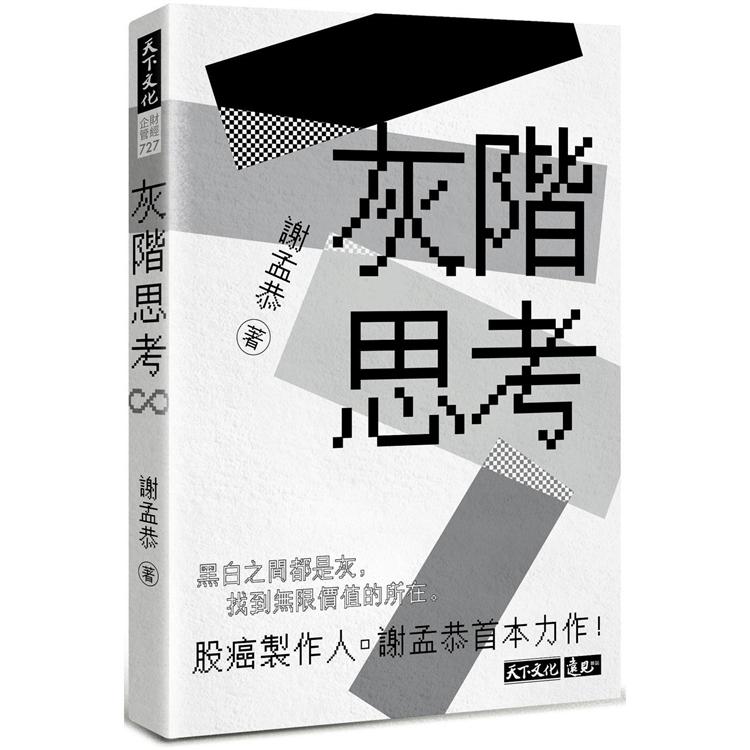 天下文化
財經
企管
727
灰階思考∞
謝孟恭 著
灰階
思考
謝孟恭 著
黑白之間都是灰，
找到無限價值的所在。
股癌製作人。謝孟恭首本力作！
天下文化 遠見